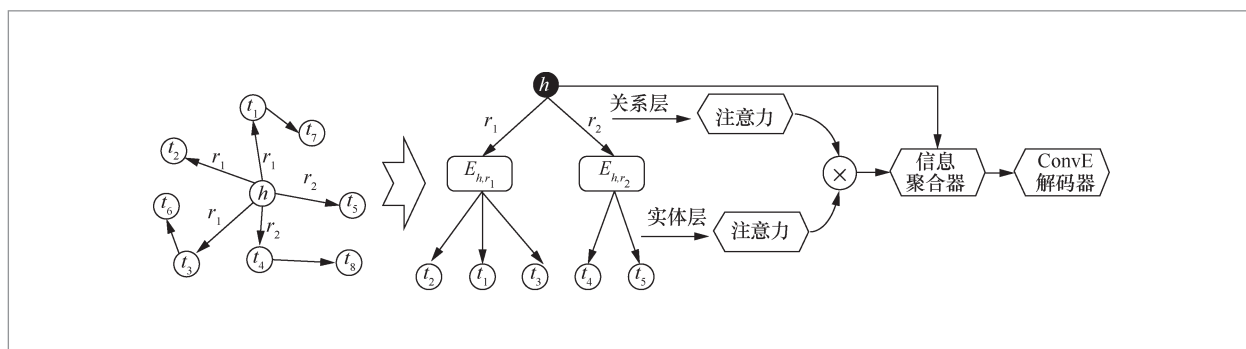 t₁
t₇
t₂
r₁
r₁
h
r₂
t₅
t₆
r₁
r₂
t₃
t₄
t₈
h
r₁
r₂
关系层
注意力
E_{h,r₁}
E_{h,r₂}
×
信息
聚合器
ConvE
解码器
实体层
注意力
t₂
t₁
t₃
t₄
t₅